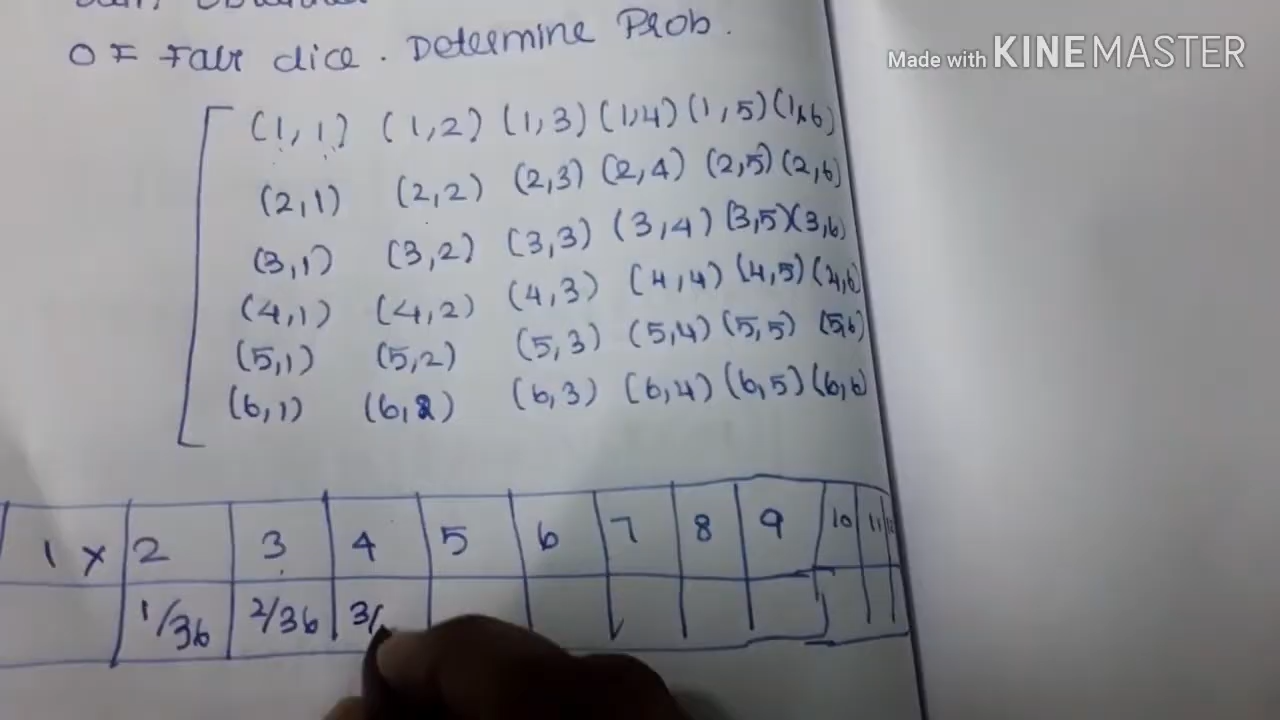 OF Fair dice. Determine Prob.
Made with KINEMASTER
(1,1) (1,2) (1,3) (1,4) (1,5) (1,6)
(2,1) (2,2) (2,3) (2,4) (2,5) (2,6)
(3,1) (3,2) (3,3) (3,4) (3,5) (3,6)
(4,1) (4,2) (4,3) (4,4) (4,5) (4,6)
(5,1) (5,2) (5,3) (5,4) (5,5) (5,6)
(6,1) (6,2) (6,3) (6,4) (6,5) (6,6)
1 x 2 3 4 5 6 7 8 9 10 11
1/36 2/36 3/